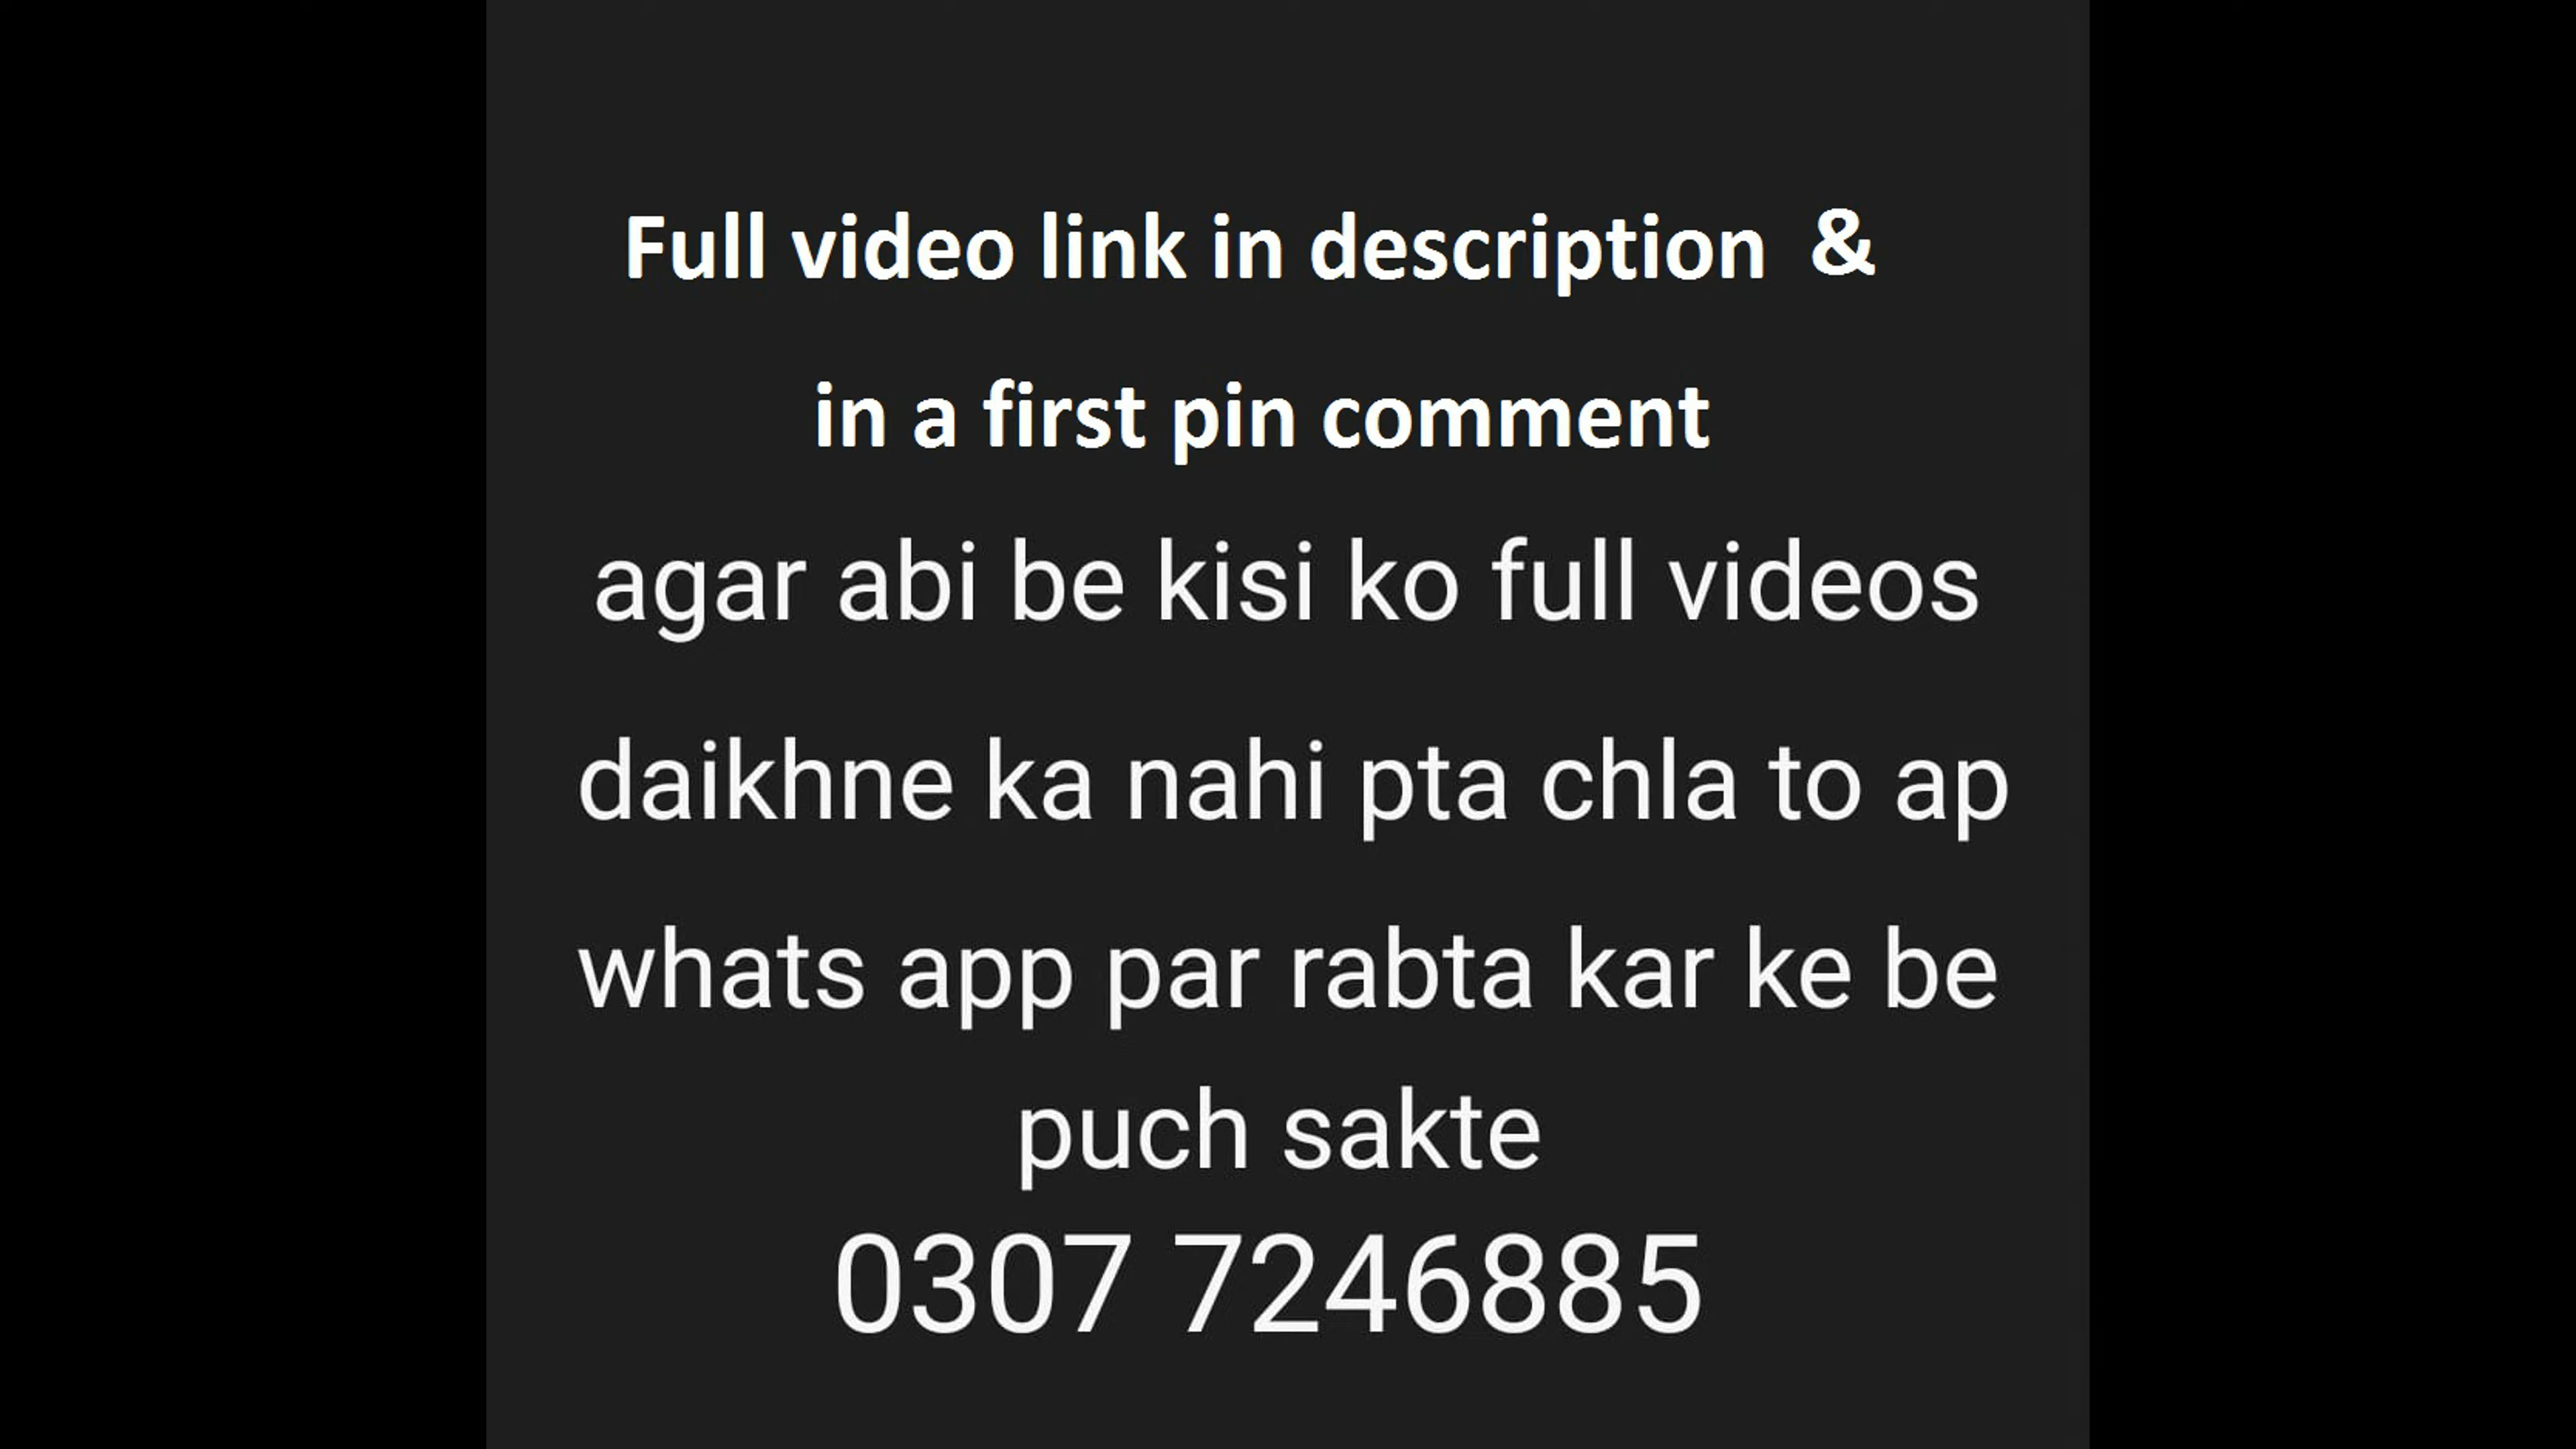 Full video link in description &
in a first pin comment
agar abi be kisi ko full videos
daikhne ka nahi pta chla to ap
whats app par rabta kar ke be
puch sakte
0307 7246885